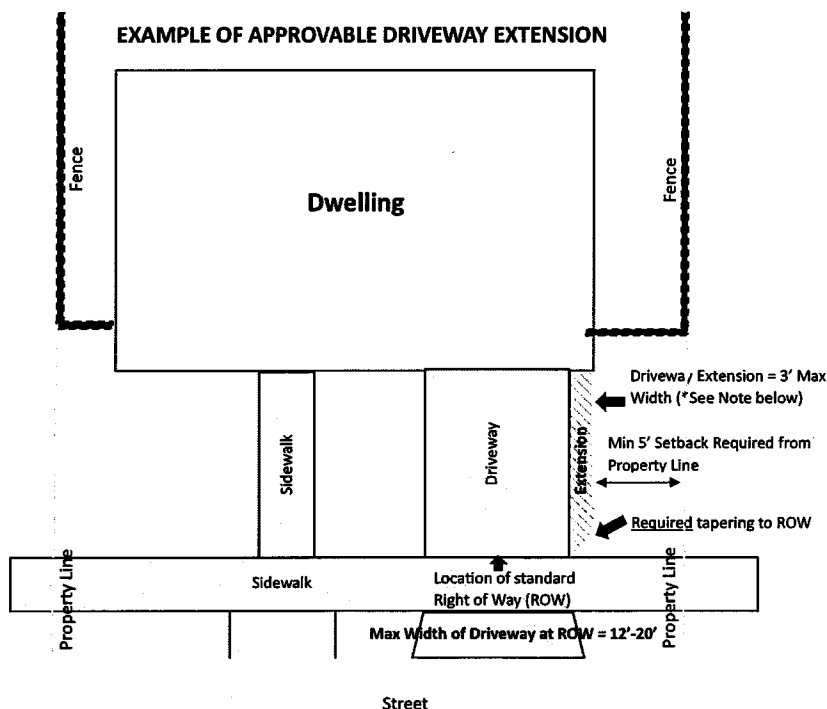 EXAMPLE OF APPROVABLE DRIVEWAY EXTENSION
Fence
Fence
Dwelling
Drivewa/ Extension = 3' Max
Width (*See Note below)
Sidewalk
Driveway
Extension
Min 5' Setback Required from
Property Line
Required tapering to ROW
Property Line
Sidewalk
Location of standard
Right of Way (ROW)
Property Line
Max Width of Driveway at ROW = 12'-20'
Street